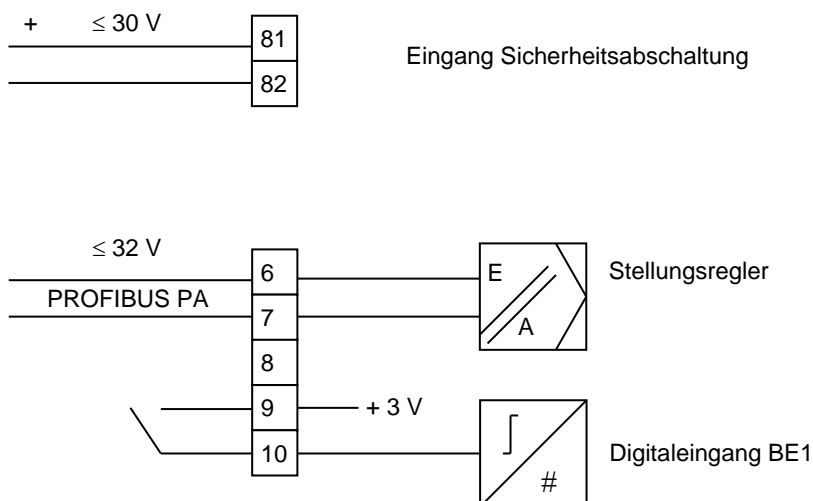 + ≤ 30 V
81
Eingang Sicherheitsabschaltung
82
≤ 32 V
6
E
Stellungsregler
PROFIBUS PA
7
A
8
9
+ 3 V
10
Digitaleingang BE1
#